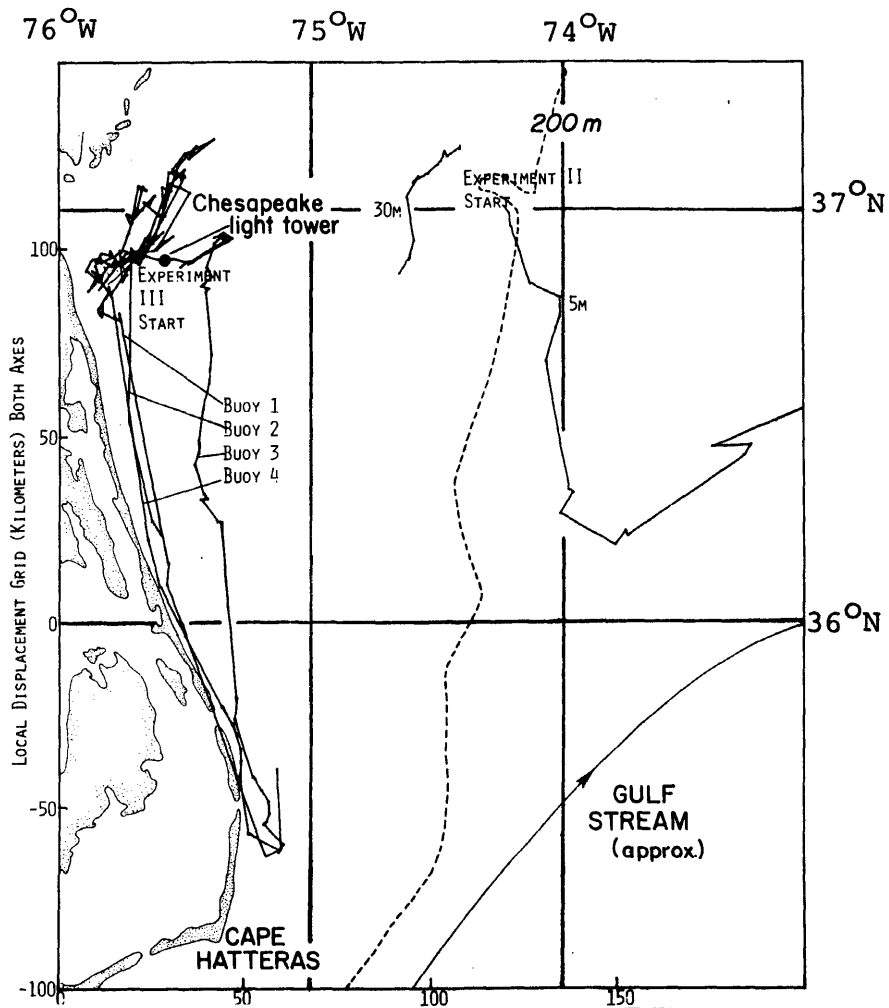 76°W 75°W 74°W
200 m
EXPERIMENT II
START
37°N
30M
Chesapeake
light tower
100
EXPERIMENT
III
START
5M
BUOY 1
BUOY 2
50
BUOY 3
BUOY 4
LOCAL DISPLACEMENT GRID (KILOMETERS) BOTH AXES
0
36°N
-50
GULF
STREAM
(approx.)
CAPE
HATTERAS
-100
0 50 100 150